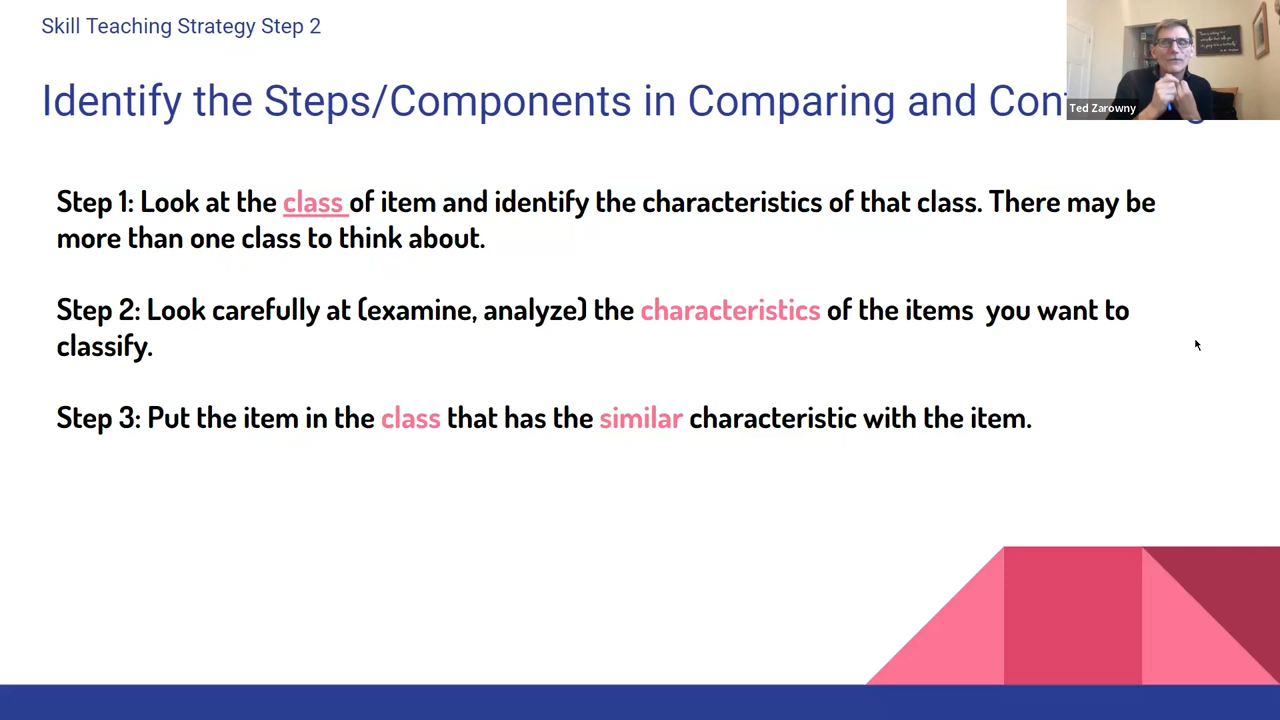 Skill Teaching Strategy Step 2
Identify the Steps/Components in Comparing and
Ted Zarowny
Step 1: Look at the class of item and identify the characteristics of that class. There may be
more than one class to think about.
Step 2: Look carefully at (examine, analyze) the characteristics of the items you want to
classify.
Step 3: Put the item in the class that has the similar characteristic with the item.